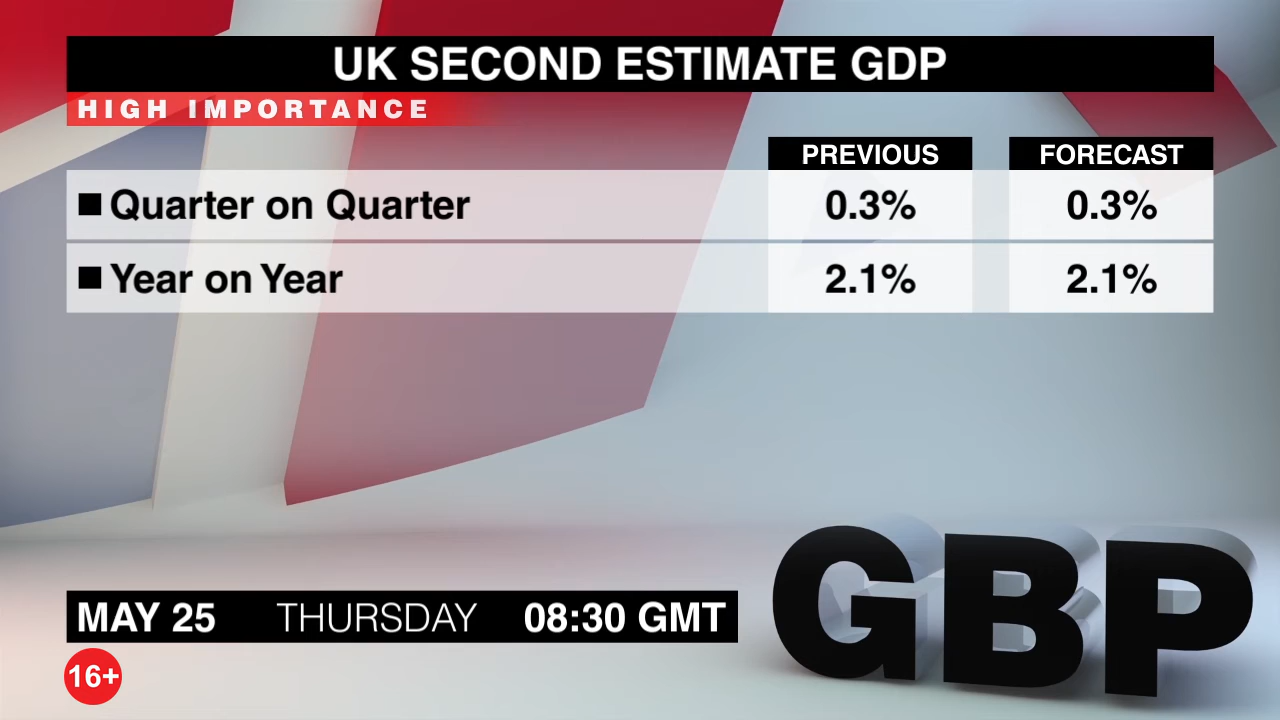 UK SECOND ESTIMATE GDP
HIGH IMPORTANCE
PREVIOUS FORECAST
Quarter on Quarter 0.3% 0.3%
Year on Year 2.1% 2.1%
GBP
MAY 25 THURSDAY 08:30 GMT
16+